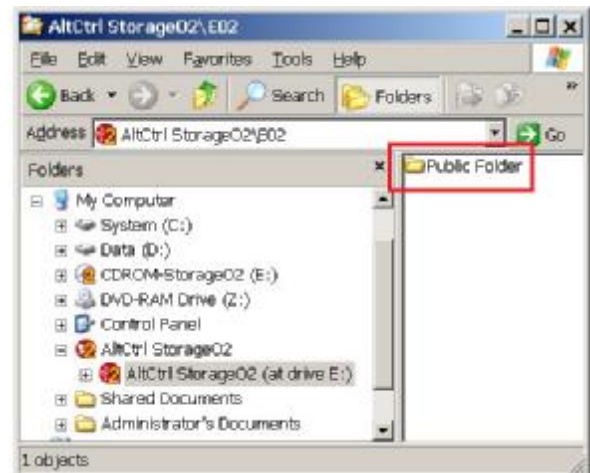 AltCtrl Storage02\E02
File Edit View Favorites Tools Help
Back Search Folders »
Address AltCtrl Storage02\E02 Go
Folders x Public Folder
My Computer
System (C:)
Data (D:)
CDROM-Storage02 (E:)
DVD-RAM Drive (Z:)
Control Panel
AltCtrl Storage02
AltCtrl Storage02 (at drive E:)
Shared Documents
Administrator's Documents
1 objects